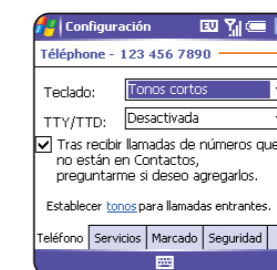 Configuración
Téléphone - 123 456 7890
Teclado: Tonos cortos
TTY/TTD: Desactivada
Tras recibir llamadas de números que
no están en Contactos,
preguntarme si deseo agregarlos.
Establecer tonos para llamadas entrantes.
Teléfono Servicios Marcado Seguridad